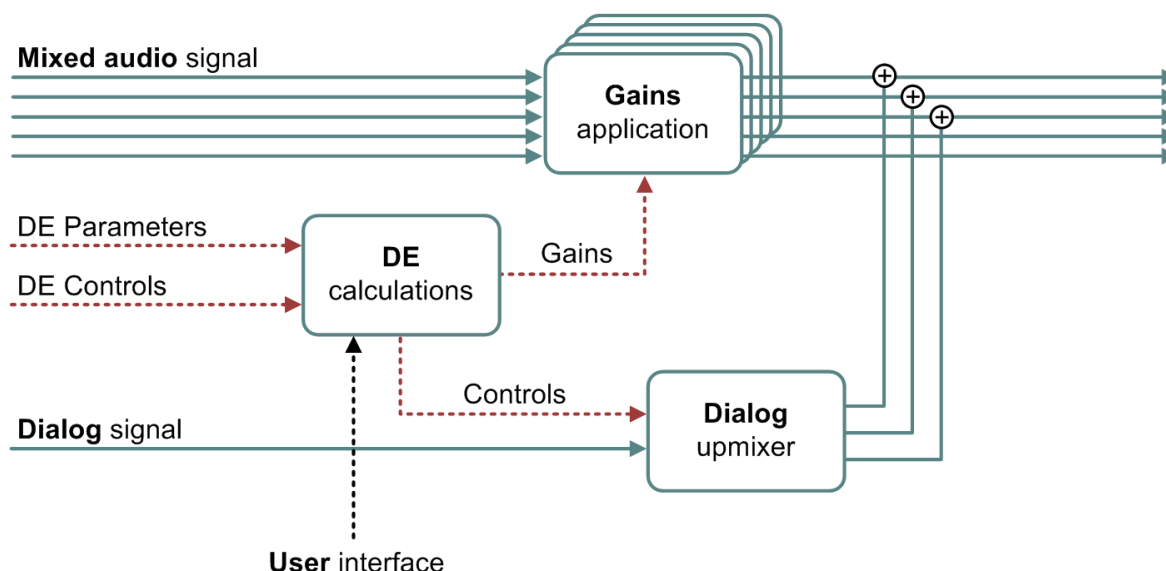 Mixed audio signal
Gains
application
DE Parameters
DE
calculations
Gains
DE Controls
Controls
Dialog
upmixer
Dialog signal
User interface